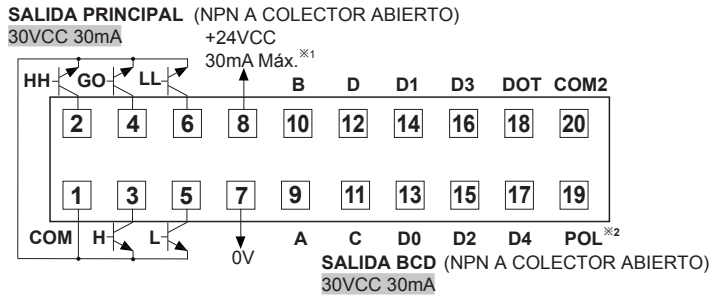 SALIDA PRINCIPAL (NPN A COLECTOR ABIERTO)
30VCC 30mA
+24VCC
30mA Máx.※1
HH GO LL
B D D1 D3 DOT COM2
2 4 6 8 10 12 14 16 18 20
1 3 5 7 9 11 13 15 17 19
COM H L 0V A C D0 D2 D4 POL※2
SALIDA BCD (NPN A COLECTOR ABIERTO)
30VCC 30mA